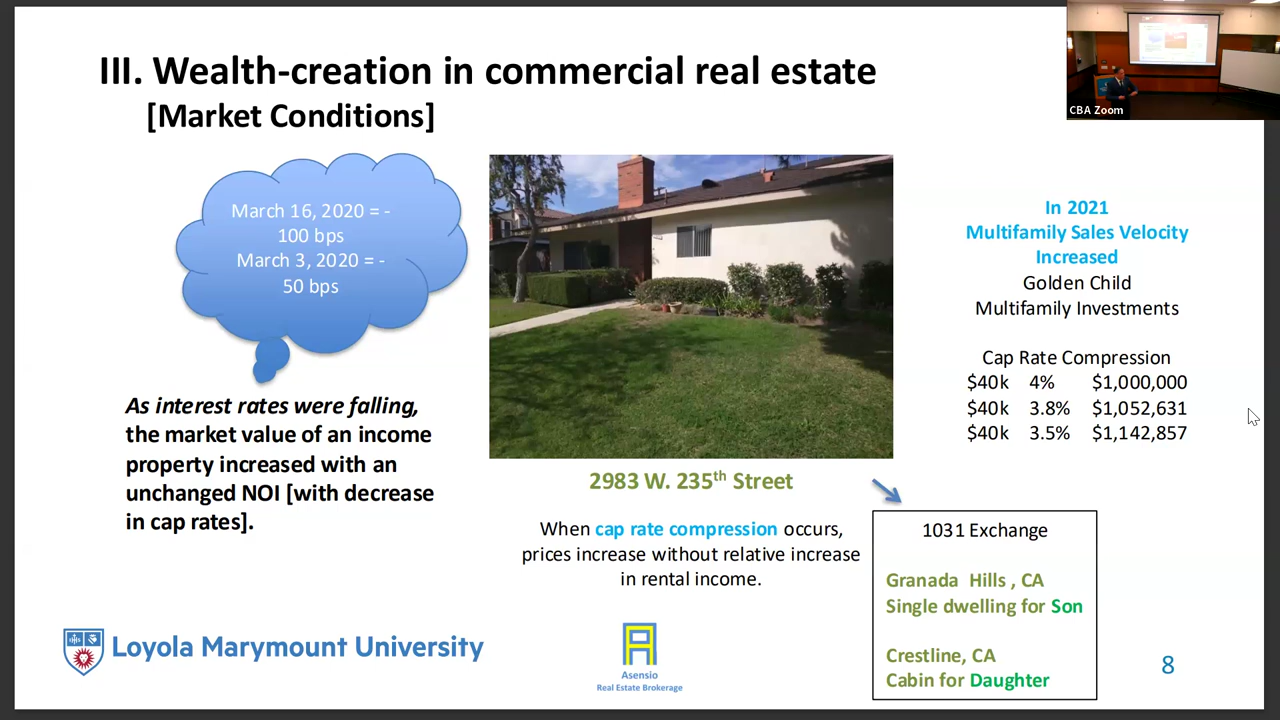 III. Wealth-creation in commercial real estate
[Market Conditions]
CBA Zoom
March 16, 2020 = -
100 bps
March 3, 2020 = -
50 bps
As interest rates were falling,
the market value of an income
property increased with an
unchanged NOI [with decrease
in cap rates].
2983 W. 235th Street
When cap rate compression occurs,
prices increase without relative increase
in rental income.
In 2021
Multifamily Sales Velocity
Increased
Golden Child
Multifamily Investments
Cap Rate Compression
$40k 4% $1,000,000
$40k 3.8% $1,052,631
$40k 3.5% $1,142,857
1031 Exchange
Granada Hills , CA
Single dwelling for Son
Crestline, CA
Cabin for Daughter
Loyola Marymount University
Asensio
Real Estate Brokerage
8